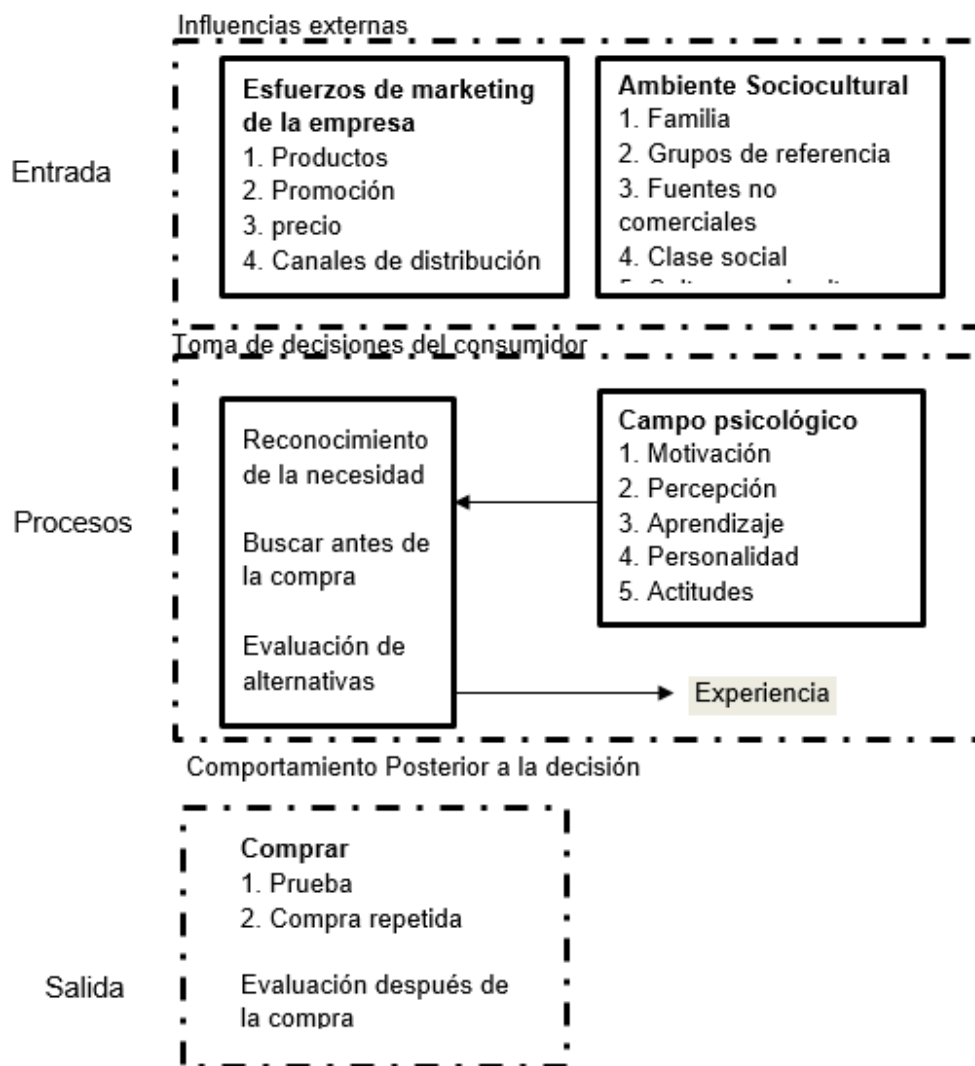 Influencias externas
Entrada
Esfuerzos de marketing
de la empresa
1. Productos
2. Promoción
3. precio
4. Canales de distribución
Ambiente Sociocultural
1. Familia
2. Grupos de referencia
3. Fuentes no
comerciales
4. Clase social
Toma de decisiones del consumidor
Procesos
Reconocimiento
de la necesidad
Buscar antes de
la compra
Evaluación de
alternativas
Campo psicológico
1. Motivación
2. Percepción
3. Aprendizaje
4. Personalidad
5. Actitudes
Experiencia
Comportamiento Posterior a la decisión
Salida
Comprar
1. Prueba
2. Compra repetida
Evaluación después de
la compra